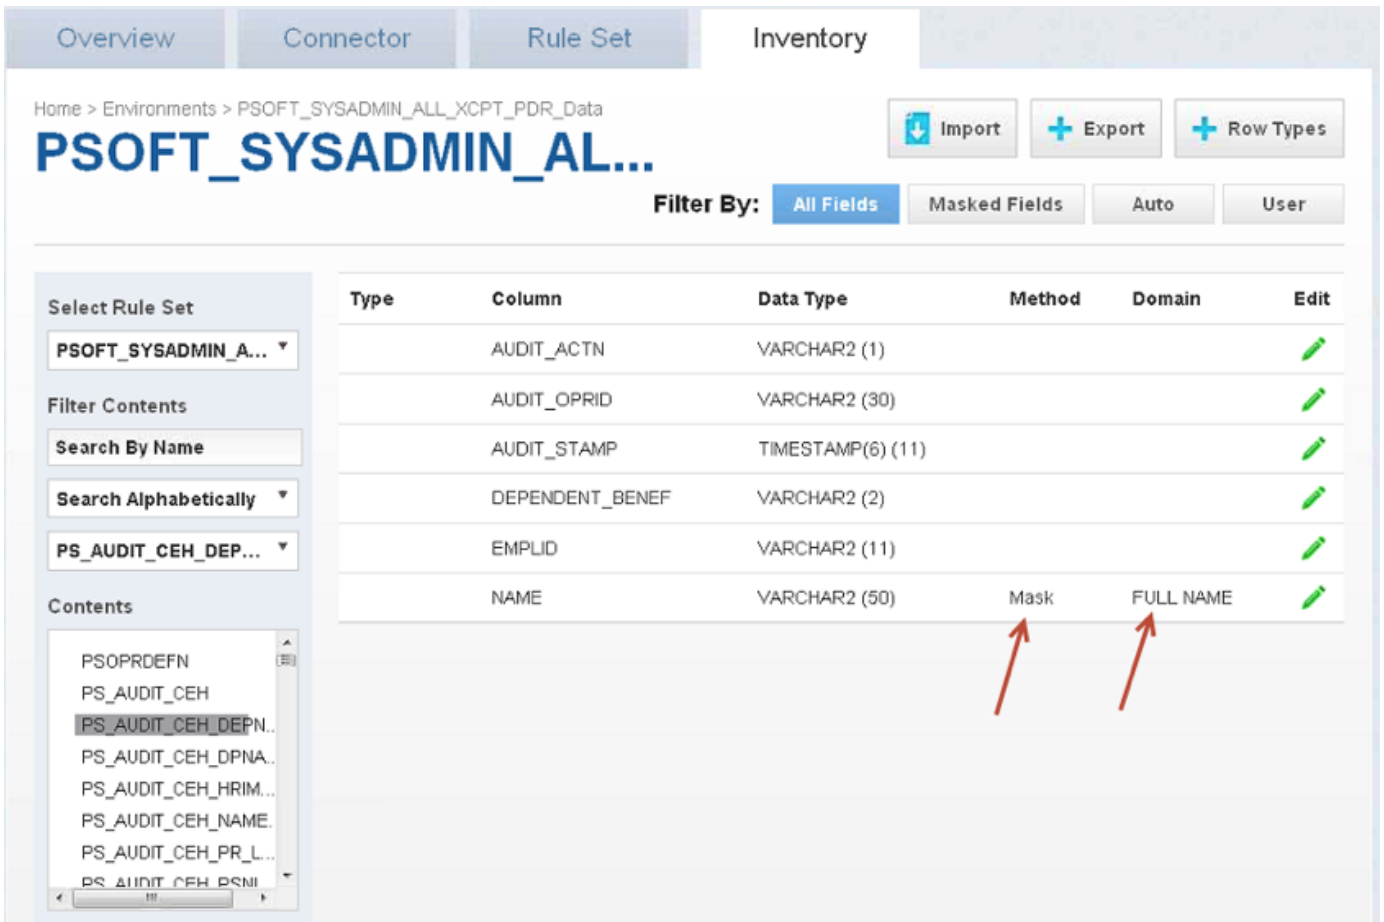 Overview Connector Rule Set Inventory
Home > Environments > PSOFT_SYSADMIN_ALL_XCPT_PDR_Data
PSOFT_SYSADMIN_AL...
Import Export Row Types
Filter By: All Fields Masked Fields Auto User
Select Rule Set
PSOFT_SYSADMIN_A...
Filter Contents
Search By Name
Search Alphabetically
PS_AUDIT_CEH_DEP...
Contents
PSOPRDEFN
PS_AUDIT_CEH
PS_AUDIT_CEH_DEPN..
PS_AUDIT_CEH_DPNA..
PS_AUDIT_CEH_HRIM...
PS_AUDIT_CEH_NAME.
PS_AUDIT_CEH_PR_L...
PS_AUDIT_CEH_PSNI
Type Column Data Type Method Domain Edit
AUDIT_ACTN VARCHAR2 (1)
AUDIT_OPRID VARCHAR2 (30)
AUDIT_STAMP TIMESTAMP(6) (11)
DEPENDENT_BENEF VARCHAR2 (2)
EMPLID VARCHAR2 (11)
NAME VARCHAR2 (50) Mask FULL NAME